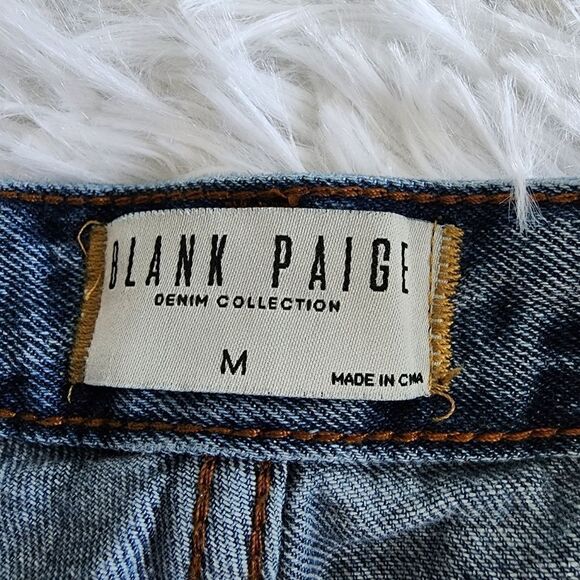 BLANK PAIGE
DENIM COLLECTION
M
MADE IN CHINA